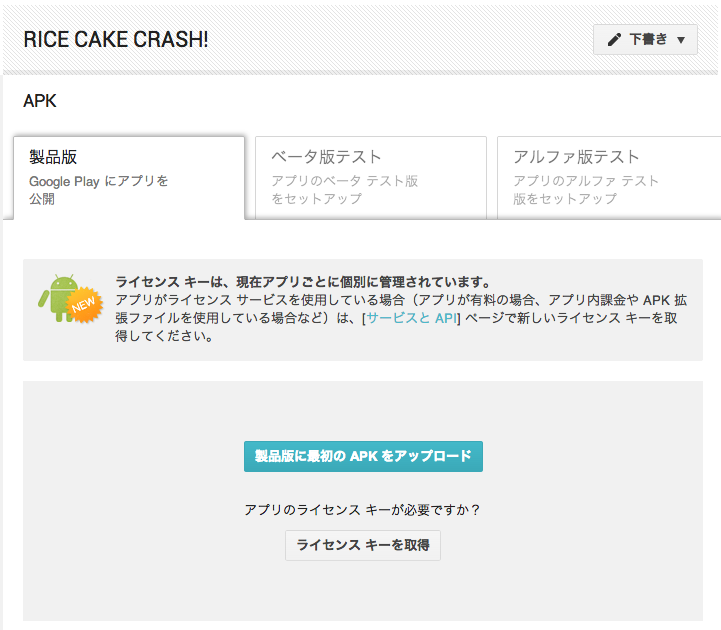 RICE CAKE CRASH!
下書き ▼
APK
製品版
Google Play にアプリを
公開
ベータ版テスト
アプリのベータ テスト版
をセットアップ
アルファ版テスト
アプリのアルファ テスト
版をセットアップ
NEW
ライセンス キーは、現在アプリごとに個別に管理されています。
アプリがライセンス サービスを使用している場合（アプリが有料の場合、アプリ内課金や APK 拡
張ファイルを使用している場合など）は、[サービスと API] ページで新しいライセンス キーを取
得してください。
製品版に最初の APK をアップロード
アプリのライセンス キーが必要ですか？
ライセンス キーを取得